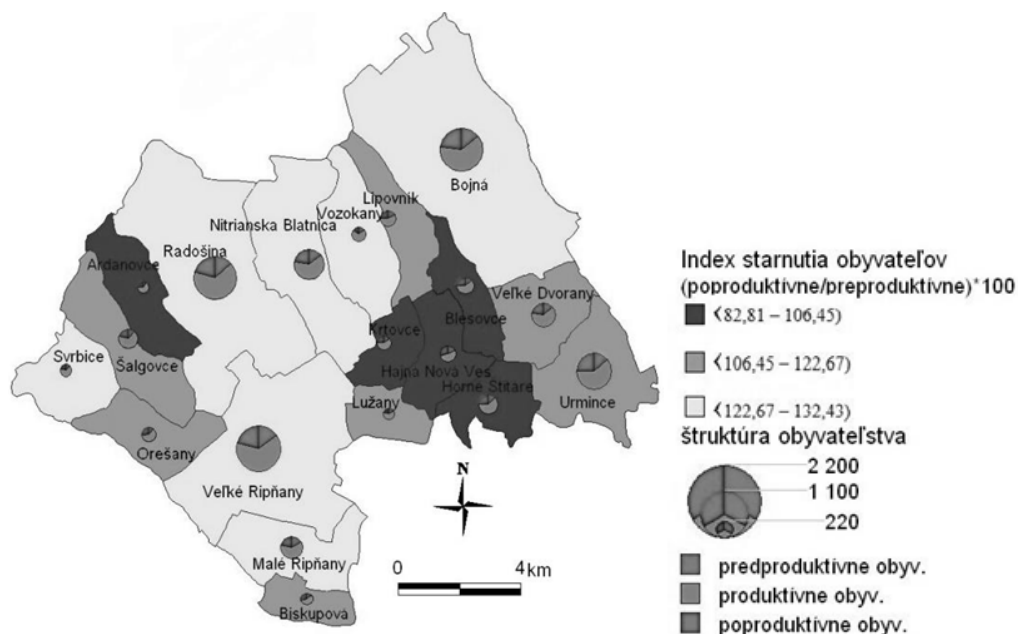 Bojná
Lipovník
Vozokany
Nitrianska Blatnica
Radošina
Ardanovce
Veľké Dvorany
Blesovce
Krtovce
Svrbice
Šalgovce
Hajná Nová Ves
Horné Štitáre
Lužany
Urmince
Orešany
Veľké Ripňany
Malé Ripňany
Biskupová
N
0 4 km
Index starnutia obyvateľov
(poproduktívne/preproduktívne)*100
<82,81 – 106,45)
<106,45 – 122,67)
<122,67 – 132,43)
štruktúra obyvateľstva
2 200
1 100
220
predproduktívne obyv.
produktívne obyv.
poproduktívne obyv.